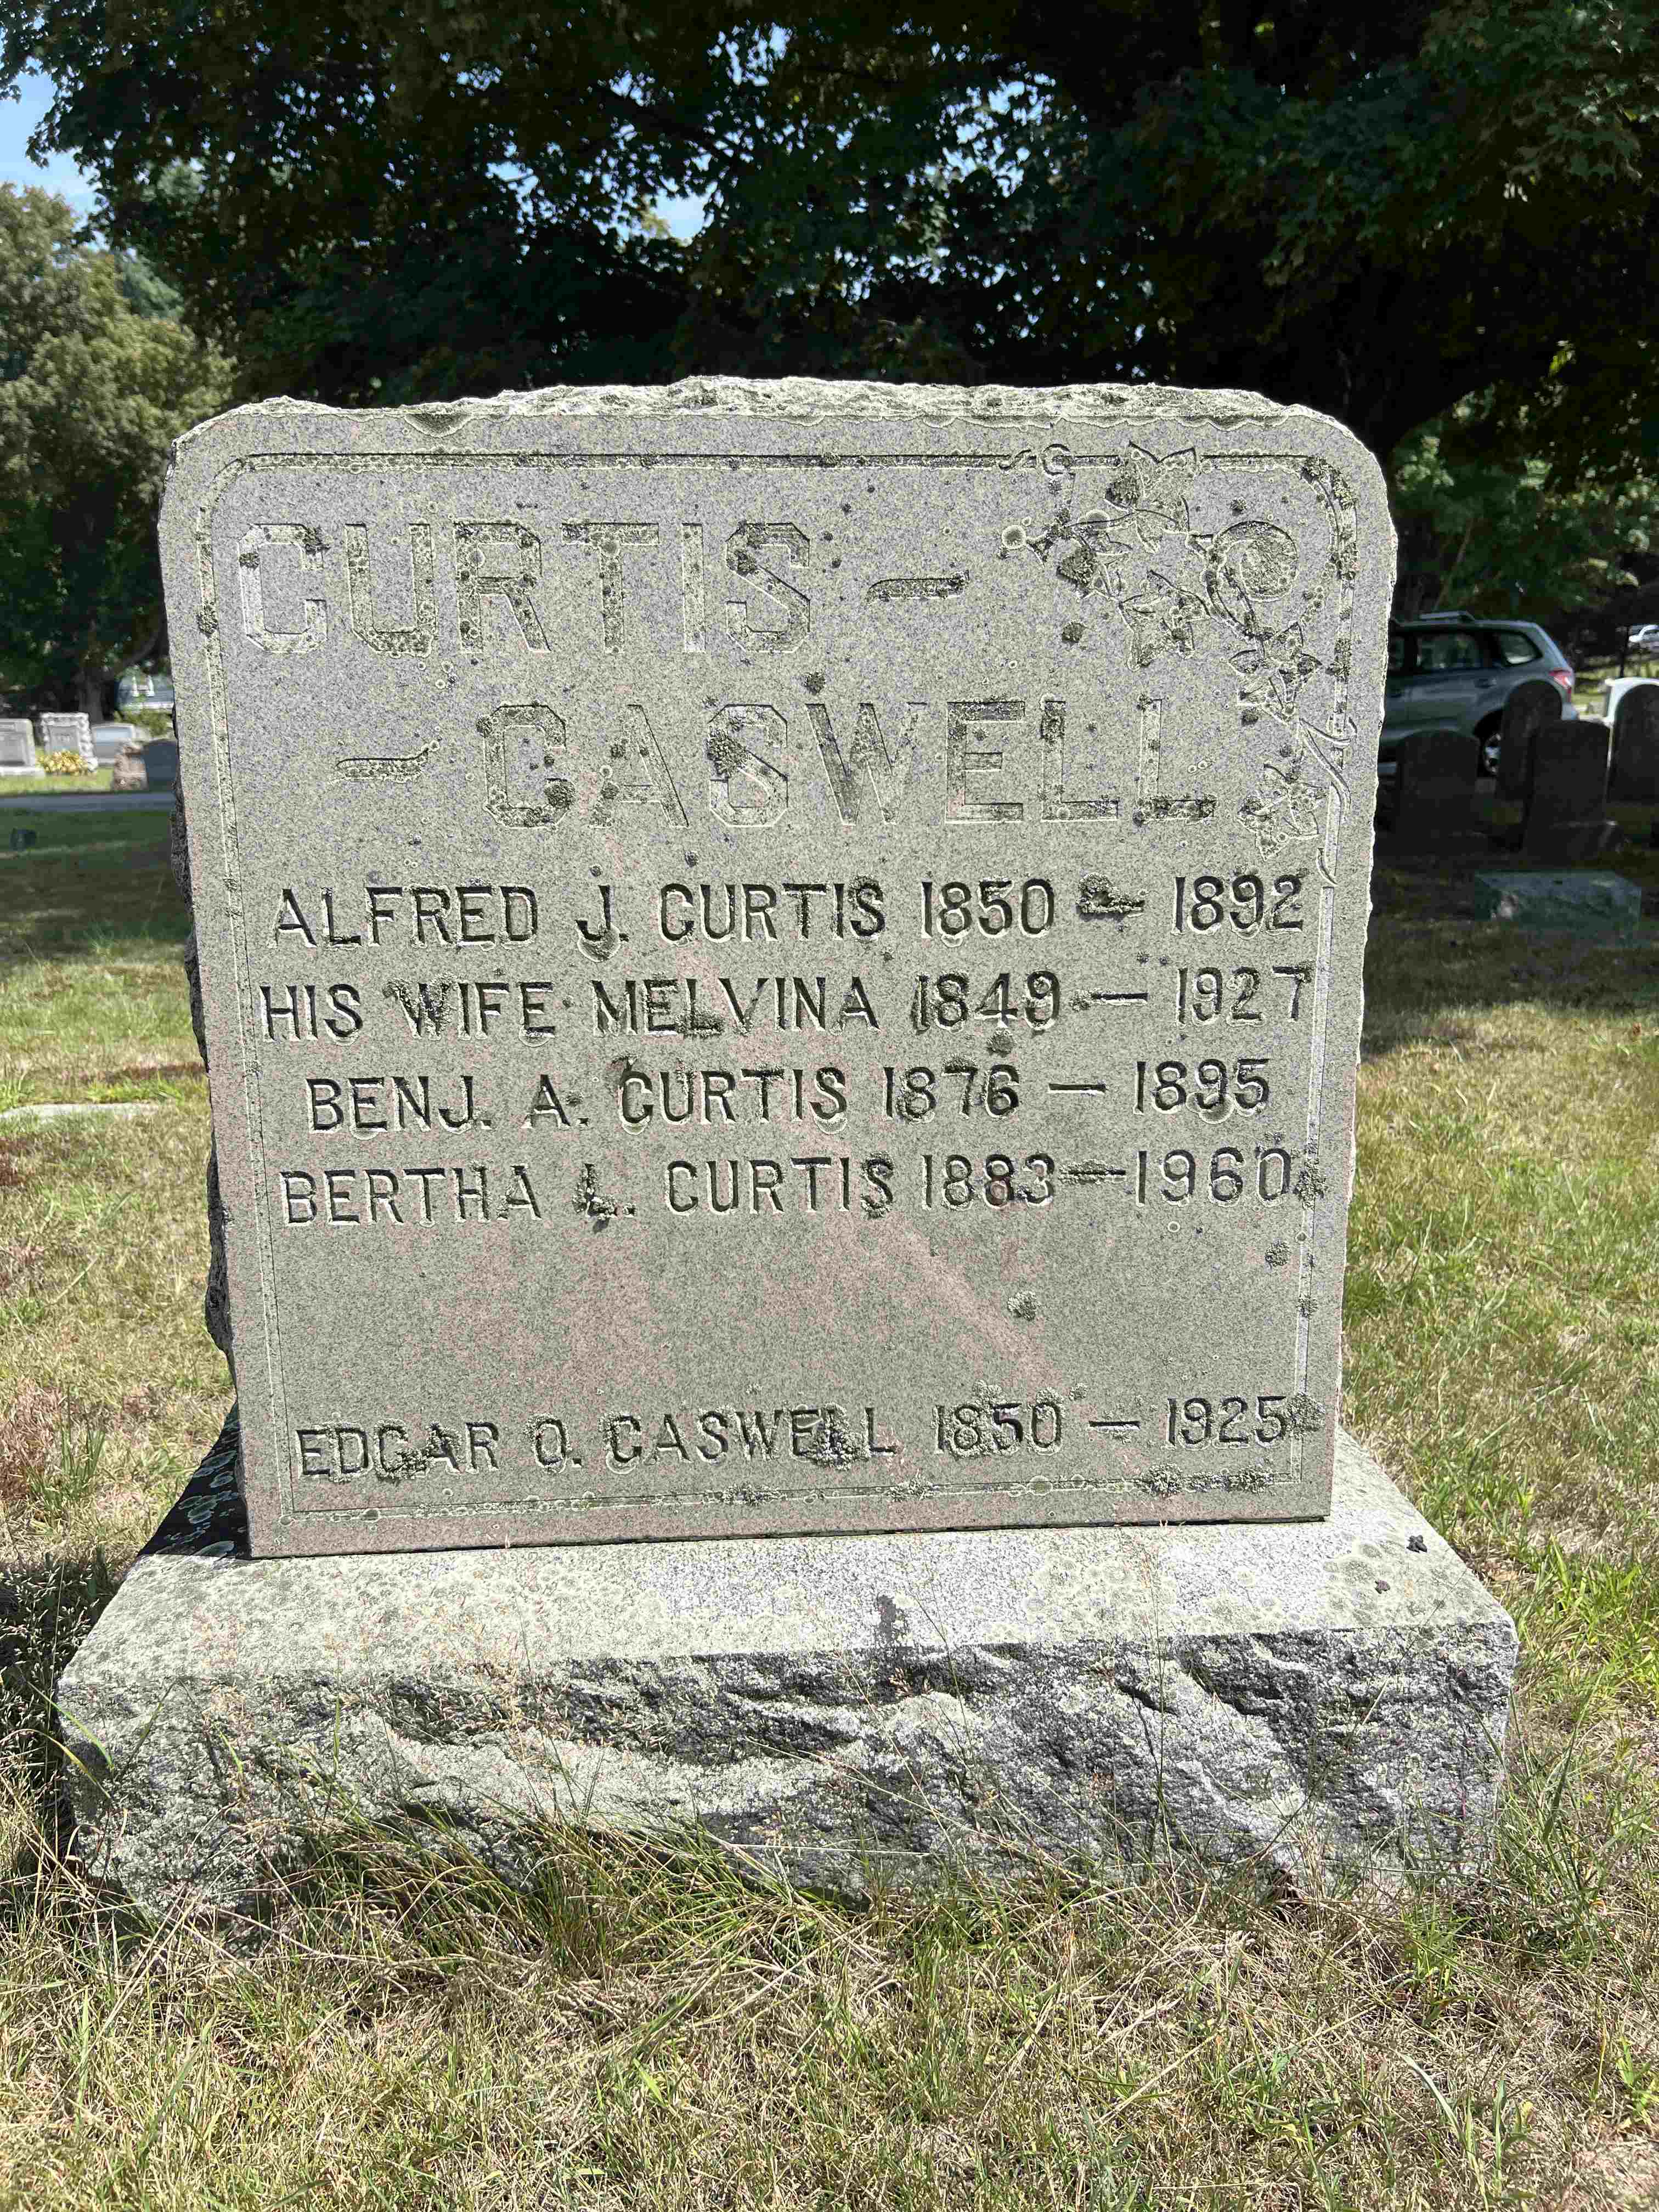 CURTIS —
— CASWELL
ALFRED J. CURTIS 1850 — 1892
HIS WIFE MELVINA 1849 — 1927
BENJ. A. CURTIS 1876 — 1895
BERTHA L. CURTIS 1883 — 1960
EDGAR O. CASWELL 1850 — 1925